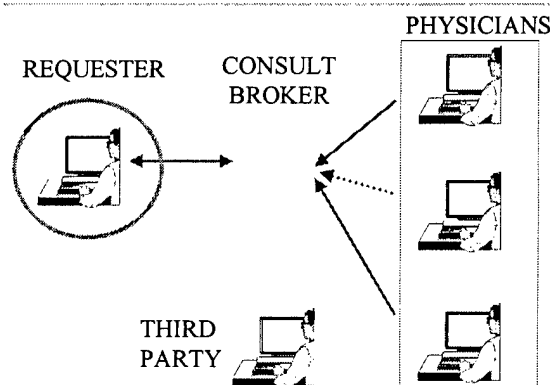 PHYSICIANS
REQUESTER
CONSULT
BROKER
THIRD
PARTY